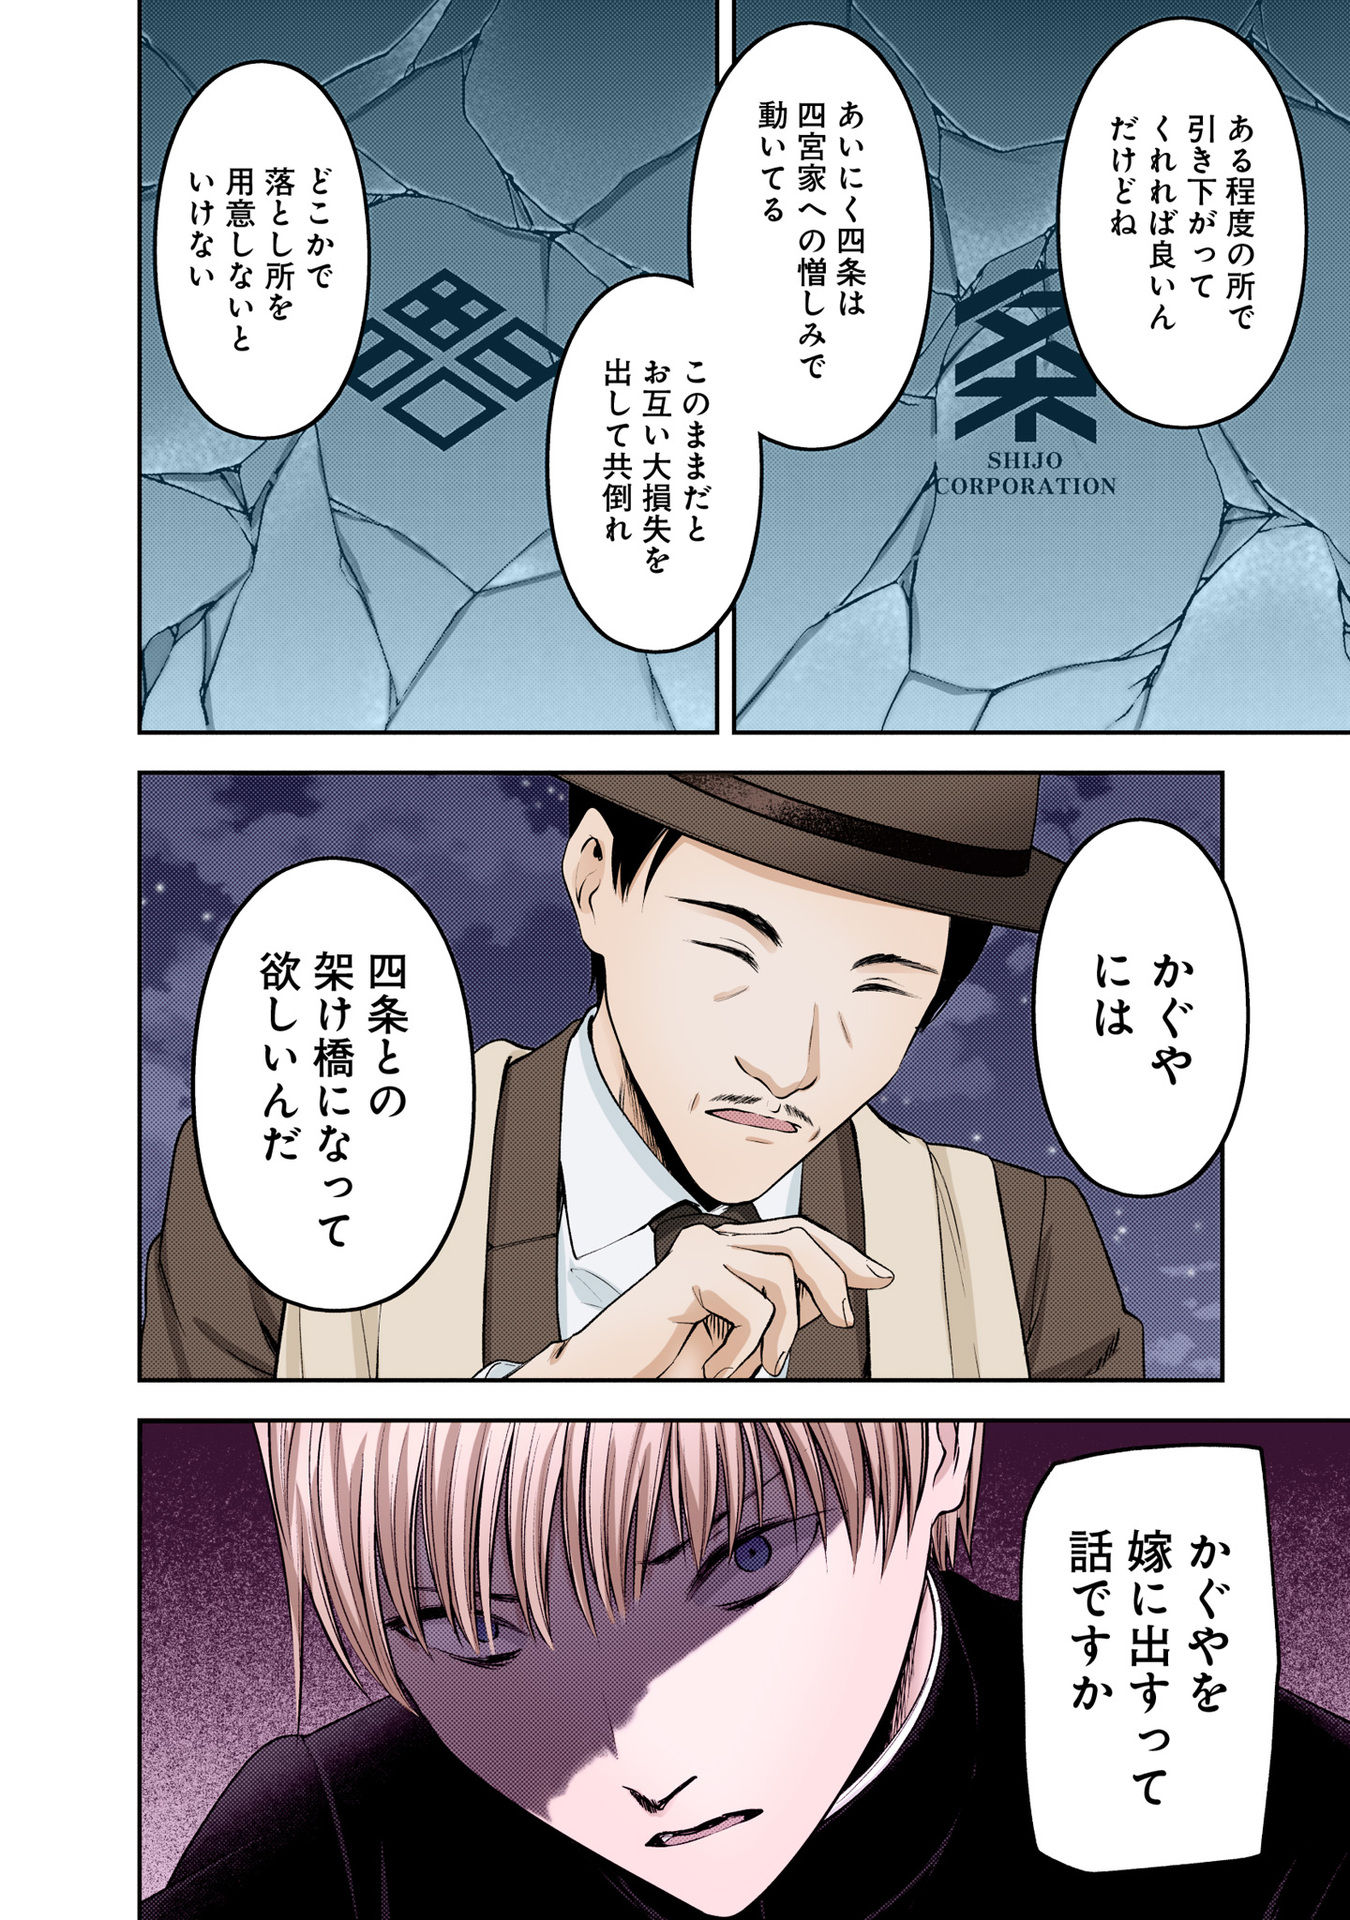 ある程度の所で
引き下がって
くれれば良いん
だけどね
あいにく四条は
四宮家への憎しみで
動いてる
条
SHIJO
CORPORATION
このままだと
お互い大損失を
出して共倒れ
どこかで
落とし所を
用意しないと
いけない
かぐや
には
四条との
架け橋になって
欲しいんだ
かぐやを
嫁に出すって
話ですか